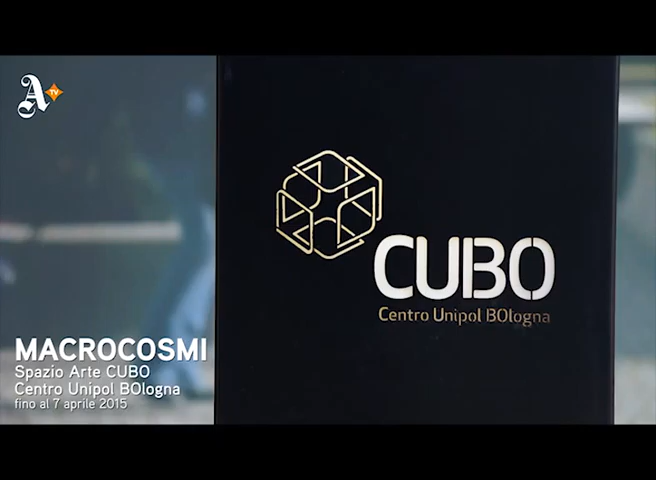 A TV
CUBO
Centro Unipol BOlogna
MACROCOSMI
Spazio Arte CUBO
Centro Unipol BOlogna
fino al 7 aprile 2015